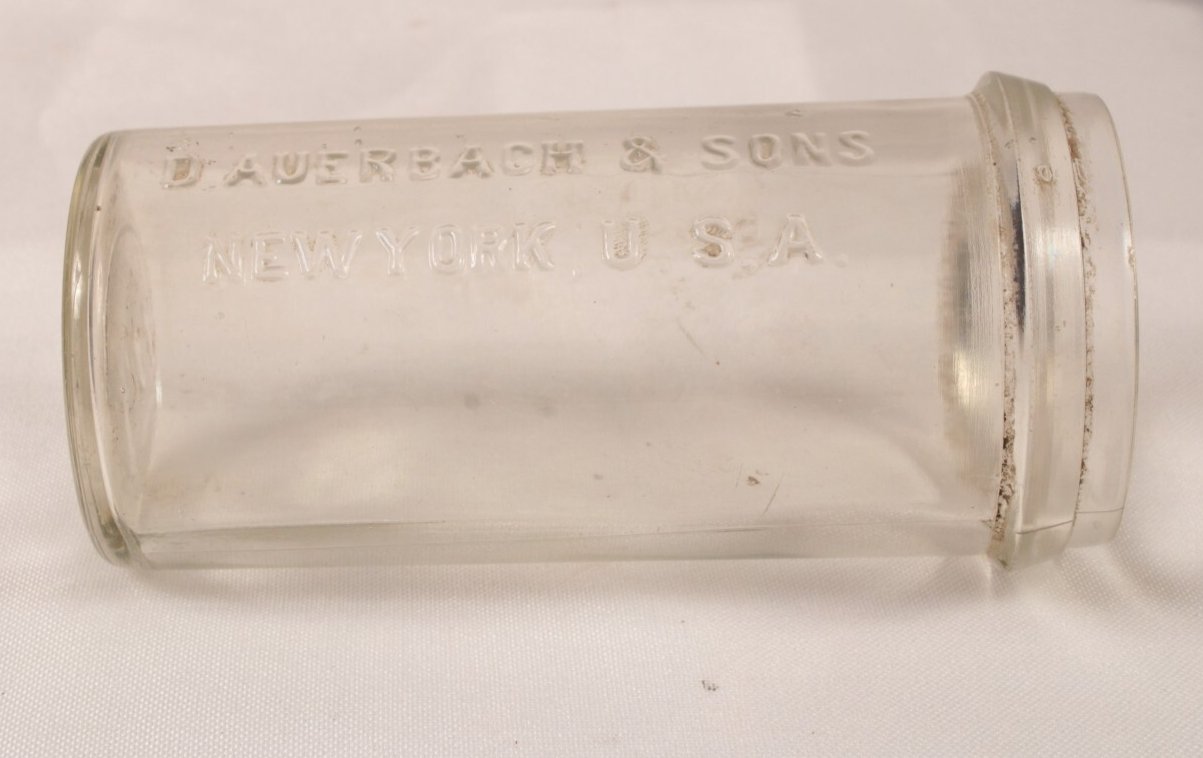 D AUERBACH & SONS
NEW YORK, U.S.A.